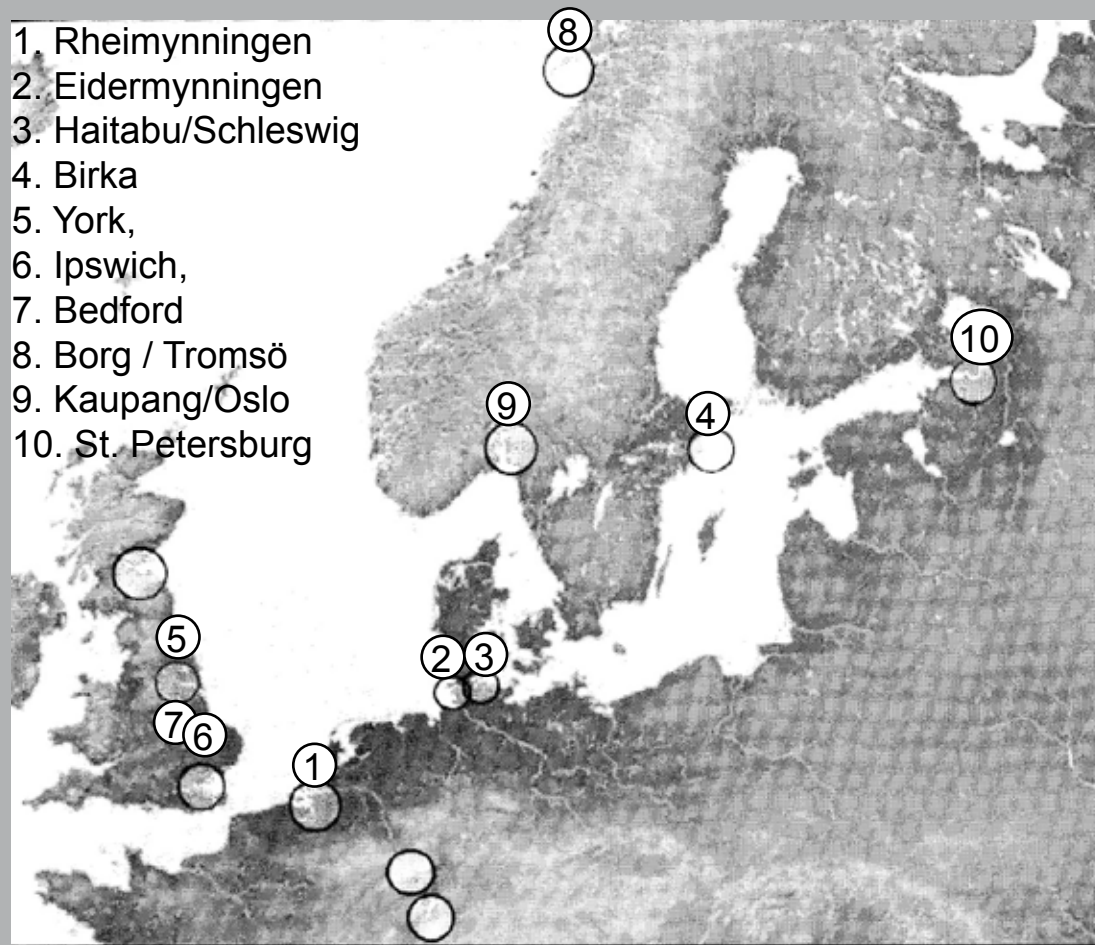 1. Rheimynningen
2. Eidermynningen
3. Haitabu/Schleswig
4. Birka
5. York,
6. Ipswich,
7. Bedford
8. Borg / Tromsö
9. Kaupang/Oslo
10. St. Petersburg
8
10
9
4
5
2
3
7
6
1